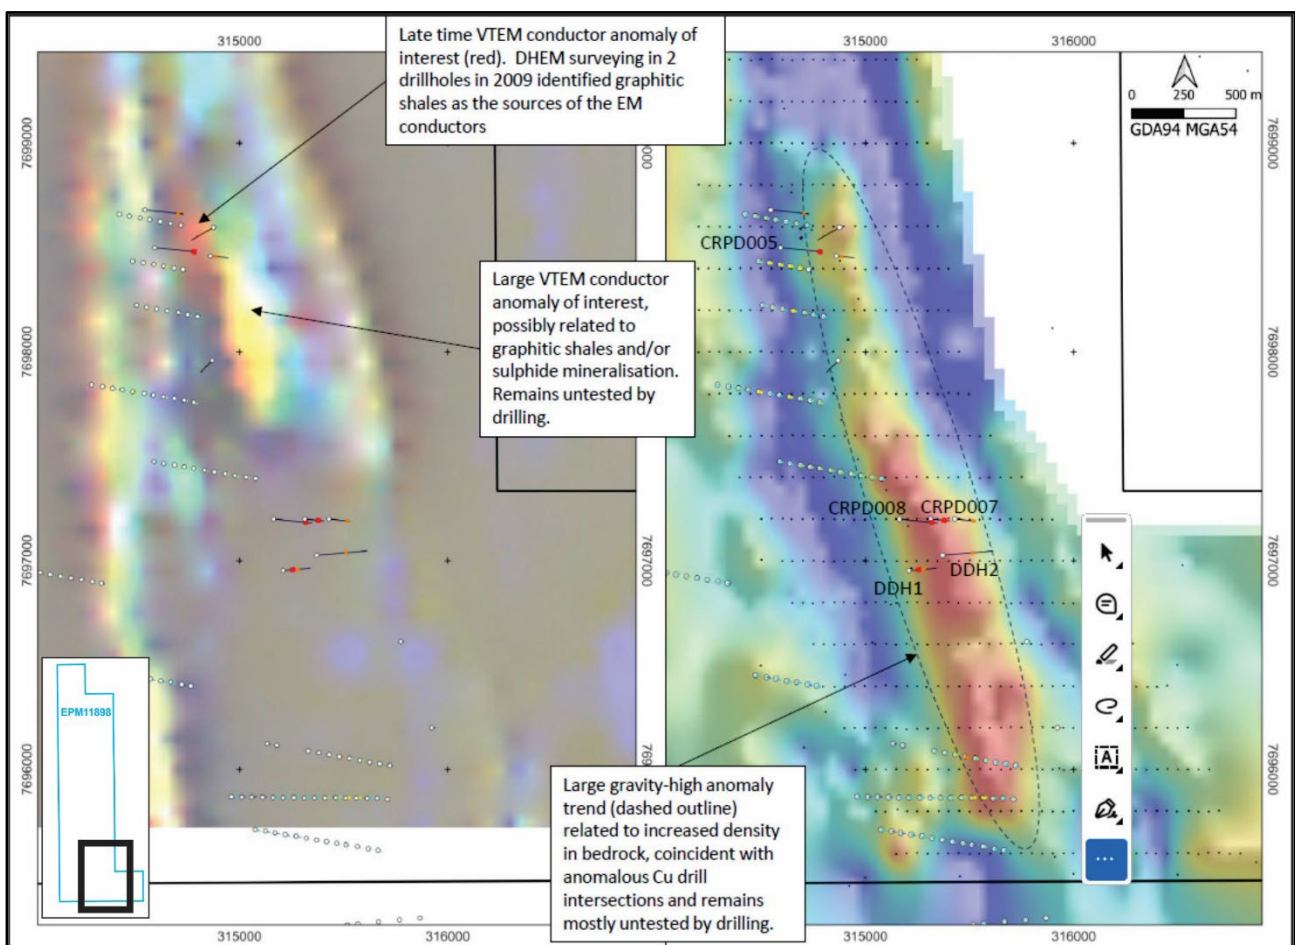 315000
Late time VTEM conductor anomaly of
interest (red). DHEM surveying in 2
drillholes in 2009 identified graphitic
shales as the sources of the EM
conductors
315000
316000
0 250 500 m
GDA94 MGA54
7699000
7699000
CRPD005
Large VTEM conductor
anomaly of interest,
possibly related to
graphitic shales and/or
sulphide mineralisation.
Remains untested by
drilling.
7698000
7698000
CRPD008
CRPD007
7697000
7697000
7697000
DDH2
DDH1
EPM11898
7696000
7696000
Large gravity-high anomaly
trend (dashed outline)
related to increased density
in bedrock, coincident with
anomalous Cu drill
intersections and remains
mostly untested by drilling.
A
315000
316000
315000
316000